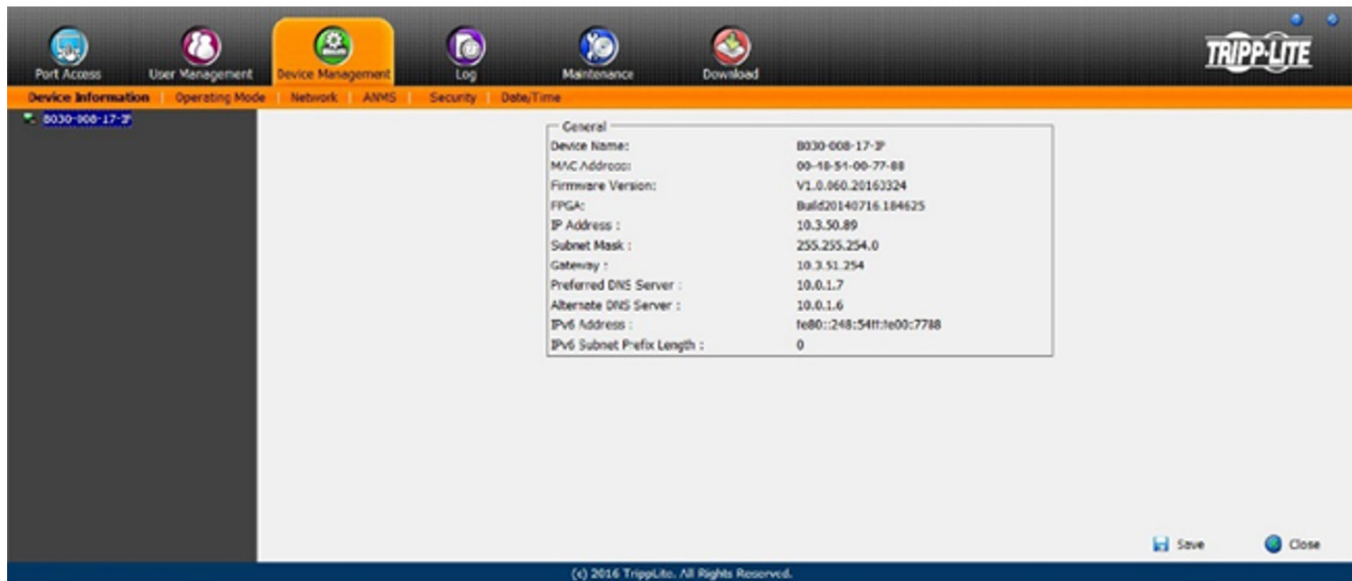 Port Access
User Management
Device Management
Log
Maintenance
Download
TRIPP·LITE
Device Information | Operating Mode | Network | ANMS | Security | Date/Time
B030-008-17-IP
General
Device Name: B030-008-17-IP
MAC Address: 00-48-54-00-77-88
Firmware Version: V1.0.060.20160324
FPGA: Build20140716.184625
IP Address : 10.3.50.89
Subnet Mask : 255.255.254.0
Gateway : 10.3.51.254
Preferred DNS Server : 10.0.1.7
Alternate DNS Server : 10.0.1.6
IPv6 Address : fe80::248:54ff:fe00:7788
IPv6 Subnet Prefix Length : 0
Save
Close
(c) 2016 TrippLite. All Rights Reserved.